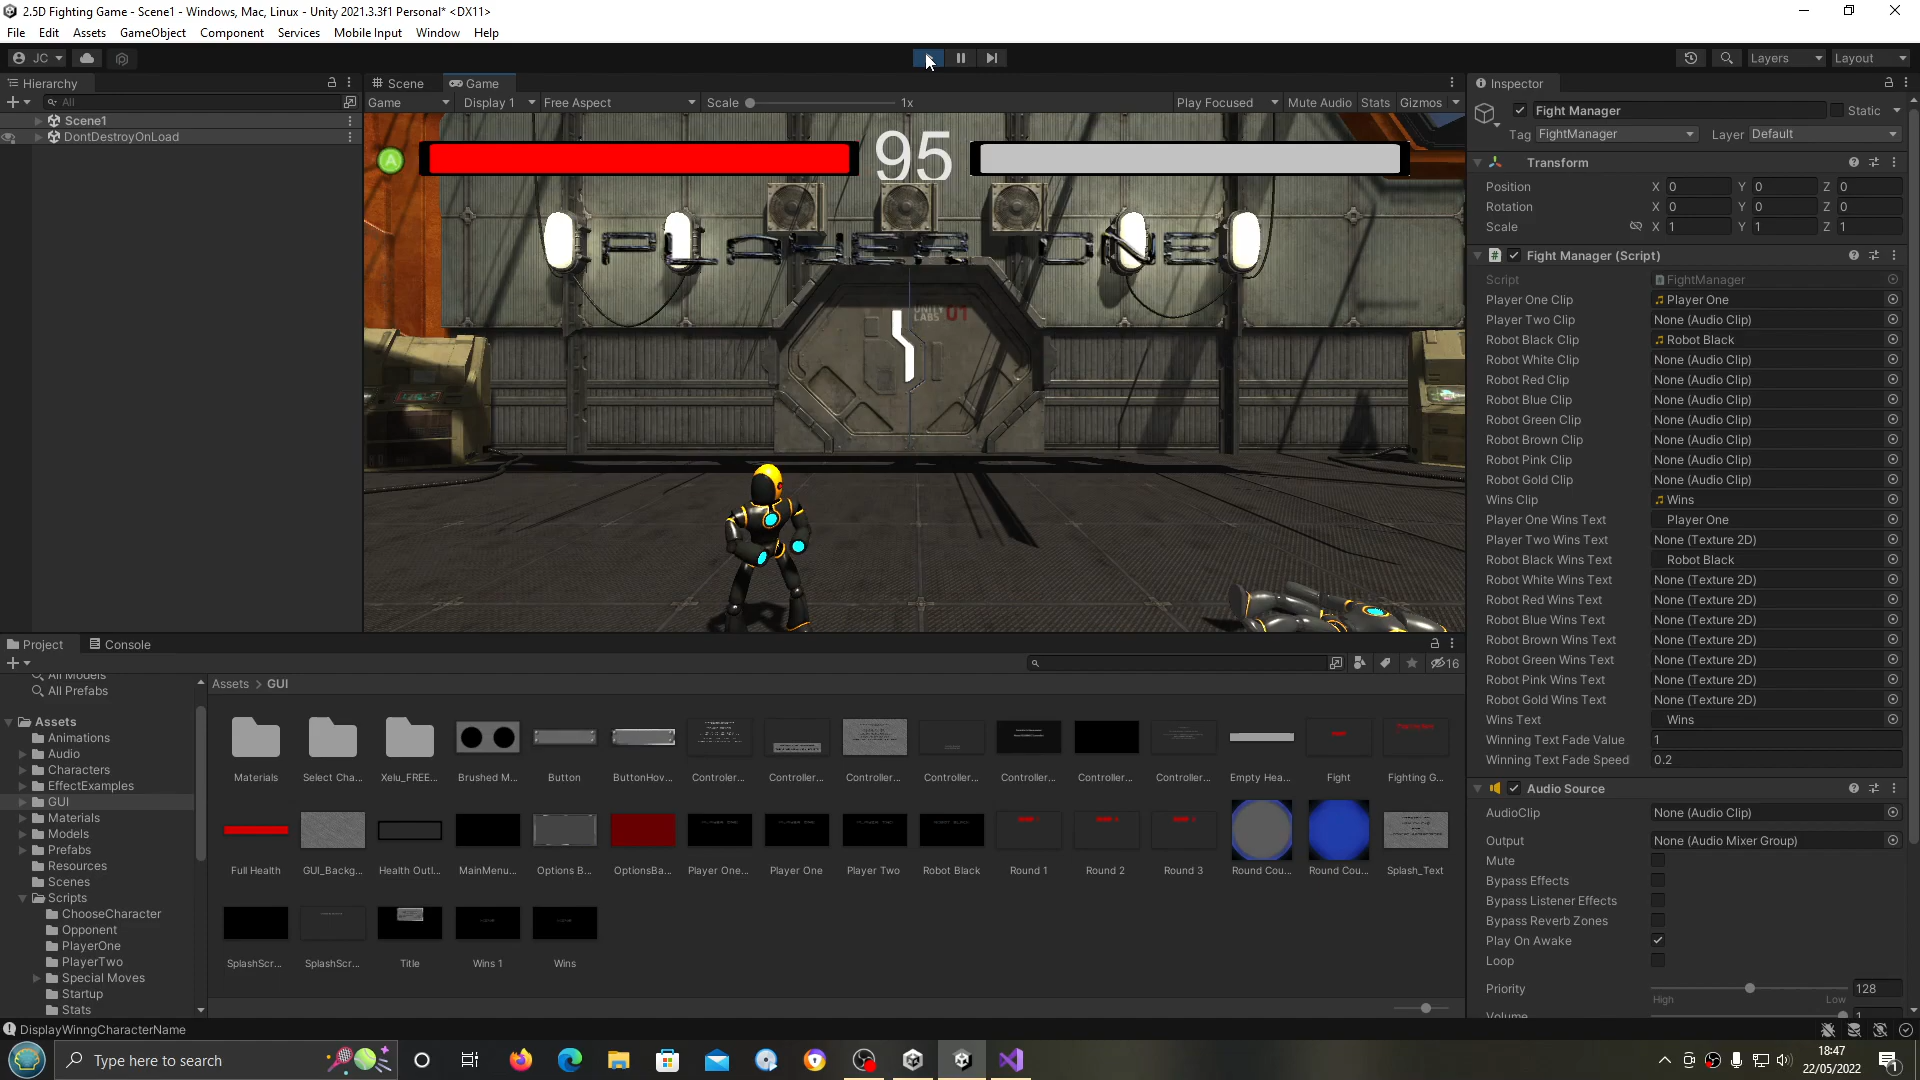 2.5D Fighting Game - Scene1 - Windows, Mac, Linux - Unity 2021.3.3f1 Personal* <DX11>
File Edit Assets GameObject Component Services Mobile Input Window Help
JC Layers Layout
Hierarchy Scene Game Inspector
All Game Display 1 Free Aspect Scale 1x Play Focused Mute Audio Stats Gizmos
Fight Manager Static
Scene1
DontDestroyOnLoad
Tag FightManager Layer Default
A 95
PLAYER ONE
UNITY LABS 01
Transform
Position X 0 Y 0 Z 0
Rotation X 0 Y 0 Z 0
Scale X 1 Y 1 Z 1
Fight Manager (Script)
Script FightManager
Player One Clip Player One
Player Two Clip None (Audio Clip)
Robot Black Clip Robot Black
Robot White Clip None (Audio Clip)
Robot Red Clip None (Audio Clip)
Robot Blue Clip None (Audio Clip)
Robot Green Clip None (Audio Clip)
Robot Brown Clip None (Audio Clip)
Robot Pink Clip None (Audio Clip)
Robot Gold Clip None (Audio Clip)
Wins Clip Wins
Player One Wins Text Player One
Player Two Wins Text None (Texture 2D)
Robot Black Wins Text Robot Black
Robot White Wins Text None (Texture 2D)
Robot Red Wins Text None (Texture 2D)
Robot Blue Wins Text None (Texture 2D)
Robot Brown Wins Text None (Texture 2D)
Robot Green Wins Text None (Texture 2D)
Robot Pink Wins Text None (Texture 2D)
Robot Gold Wins Text None (Texture 2D)
Wins Text Wins
Winning Text Fade Value 1
Winning Text Fade Speed 0.2
Audio Source
AudioClip None (Audio Clip)
Output None (Audio Mixer Group)
Mute
Bypass Effects
Bypass Listener Effects
Bypass Reverb Zones
Play On Awake
Loop
Priority 128
High Low
Volume 1
Project Console
16
All Models
All Prefabs
Assets
Animations
Audio
Characters
EffectExamples
GUI
Materials
Models
Prefabs
Resources
Scenes
Scripts
ChooseCharacter
Opponent
PlayerOne
PlayerTwo
Special Moves
Startup
Stats
Assets > GUI
Materials Select Cha... Xelu_FREE... Brushed M... Button ButtonHov... Controler... Controller... Controller... Controller... Controller... Controller... Controller... Empty Hea... Fight Fighting G...
Full Health GUI_Backg... Health Outl... MainMenu... Options B... OptionsBa... Player One... Player One Player Two Robot Black Round 1 Round 2 Round 3 Round Cou... Round Cou... Splash_Text
SplashScr... SplashScr... Title Wins 1 Wins
DisplayWinngCharacterName
Type here to search
18:47
22/05/2022
1